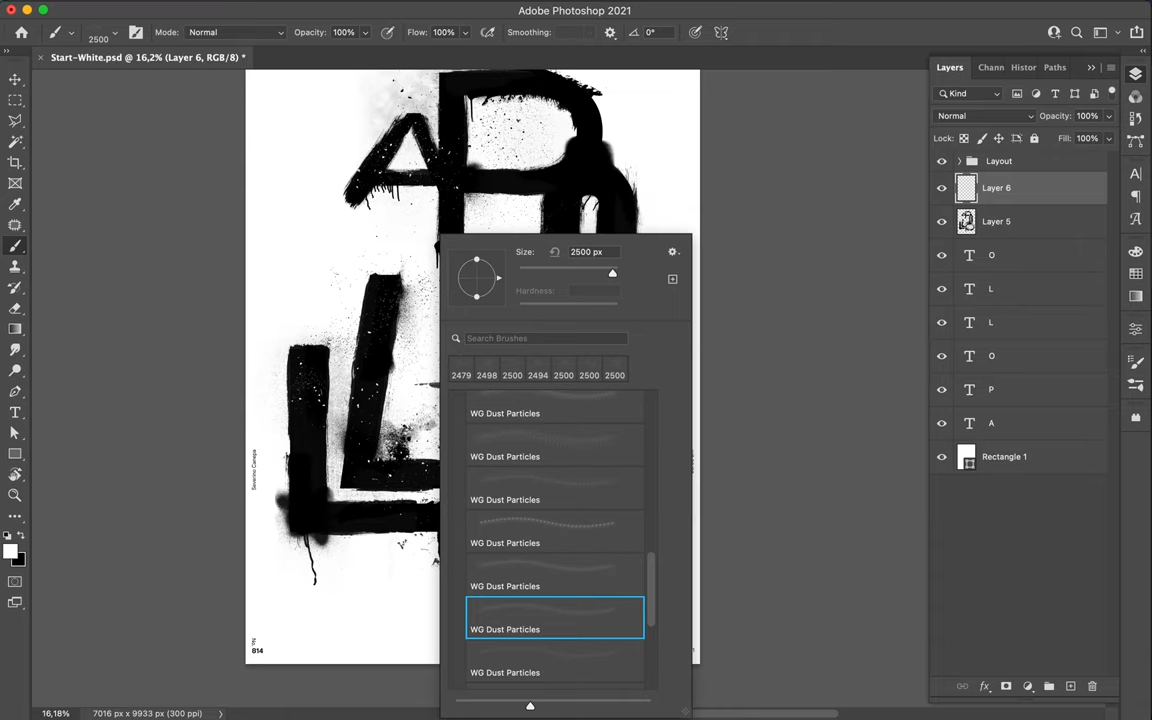 Adobe Photoshop 2021
2500
Mode: Normal
Opacity: 100%
Flow: 100%
Smoothing:
0°
Start-White.psd @ 16,2% (Layer 6, RGB/8) *
Layers
Chann
Histor
Paths
Kind
Normal
Opacity: 100%
Lock:
Fill: 100%
Layout
Layer 6
Layer 5
O
L
L
O
P
A
Rectangle 1
Size:
2500 px
Hardness:
Search Brushes
2479 2498 2500 2494 2500 2500 2500
WG Dust Particles
WG Dust Particles
WG Dust Particles
WG Dust Particles
WG Dust Particles
WG Dust Particles
WG Dust Particles
Severino Canepa
814
16,18%
7016 px x 9933 px (300 ppi)